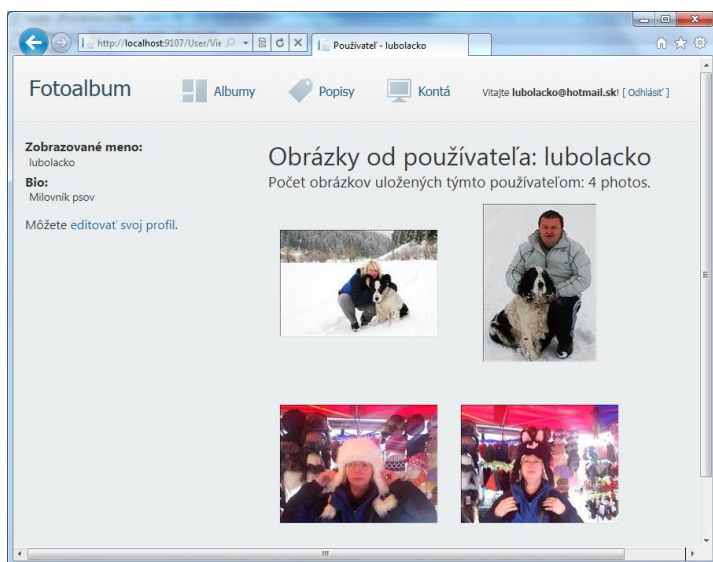 http://localhost:9107/User/Vie
Používateľ - lubolacko
Fotoalbum
Albumy
Popisy
Kontá
Vitajte lubolacko@hotmail.sk! [ Odhlásiť ]
Zobrazované meno:
lubolacko
Bio:
Milovník psov
Môžete editovať svoj profil.
Obrázky od používateľa: lubolacko
Počet obrázkov uložených týmto používateľom: 4 photos.